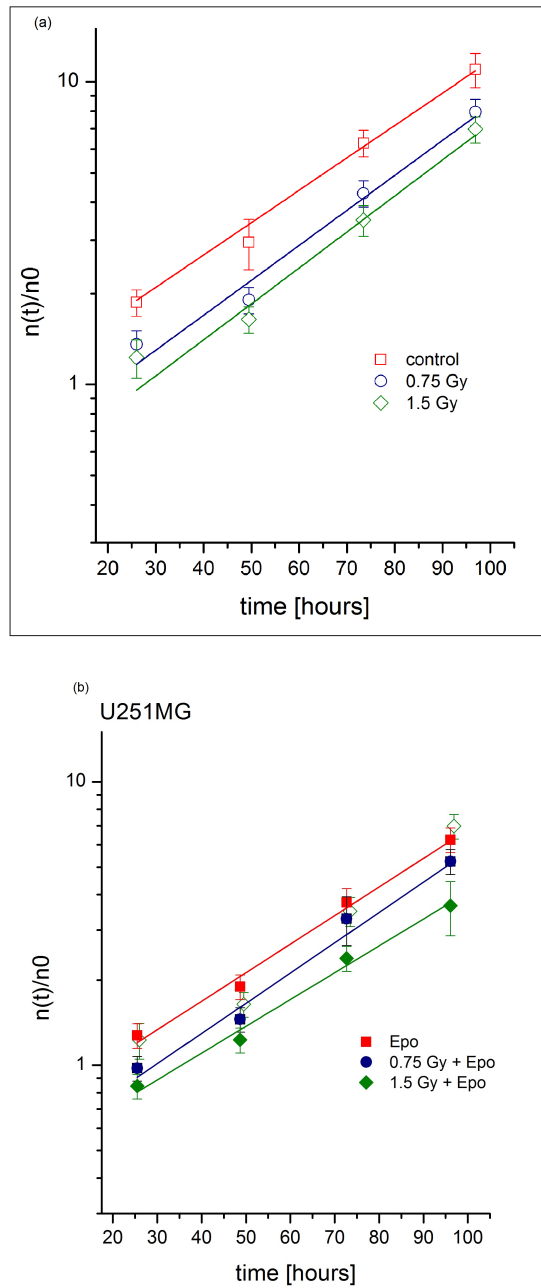 (a)
10
1
n(t)/n0
control
0.75 Gy
1.5 Gy
20 30 40 50 60 70 80 90 100
time [hours]
(b)
U251MG
10
1
n(t)/n0
Epo
0.75 Gy + Epo
1.5 Gy + Epo
20 30 40 50 60 70 80 90 100
time [hours]